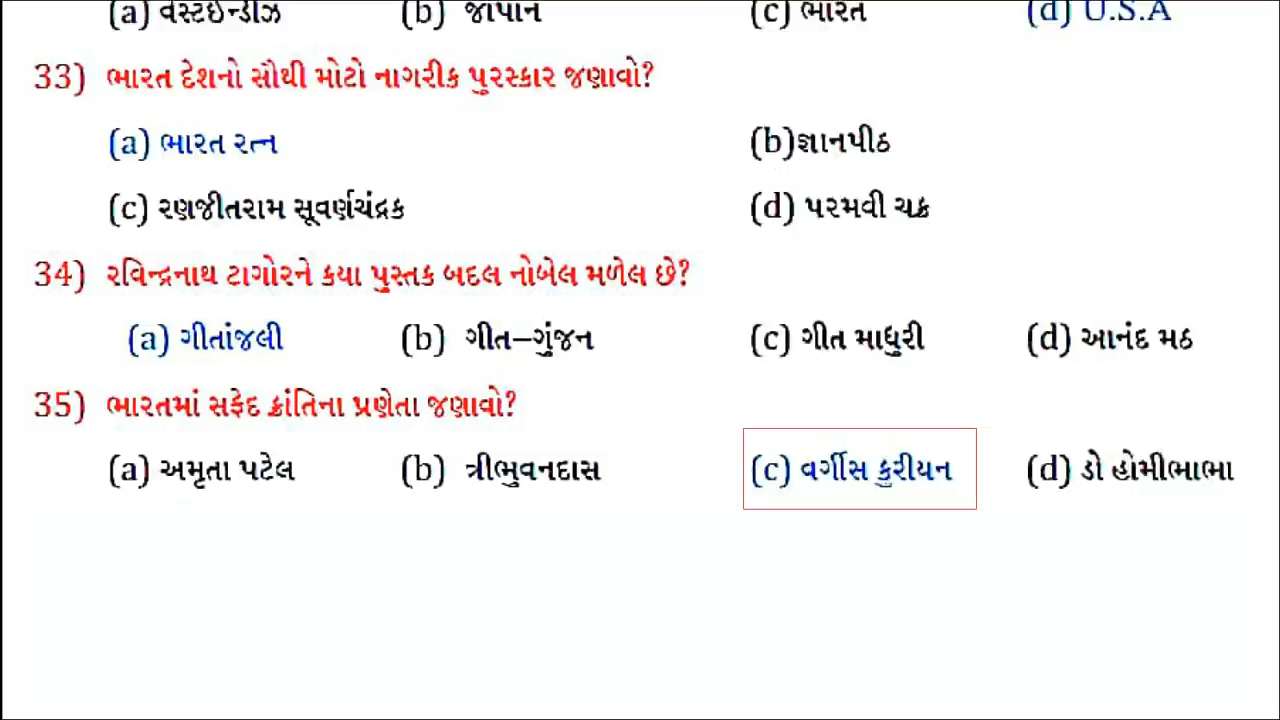 (a) વેસ્ટઇન્ડીઝ (b) જાપાન (c) ભારત (d) U.S.A
33) ભારત દેશનો સૌથી મોટો નાગરીક પુરસ્કાર જણાવો?
(a) ભારત રત્ન (b)જ્ઞાનપીઠ
(c) રણજીતરામ સૂવર્ણચંદ્રક (d) પરમવી ચક્ર
34) રવિન્દ્રનાથ ટાગોરને કયા પુસ્તક બદલ નોબેલ મળેલ છે?
(a) ગીતાંજલી (b) ગીત–ગુંજન (c) ગીત માધુરી (d) આનંદ મઠ
35) ભારતમાં સફેદ ક્રાંતિના પ્રણેતા જણાવો?
(a) અમૃતા પટેલ (b) ત્રીભુવનદાસ (c) વર્ગીસ કુરીયન (d) ડો હોમીભાભા